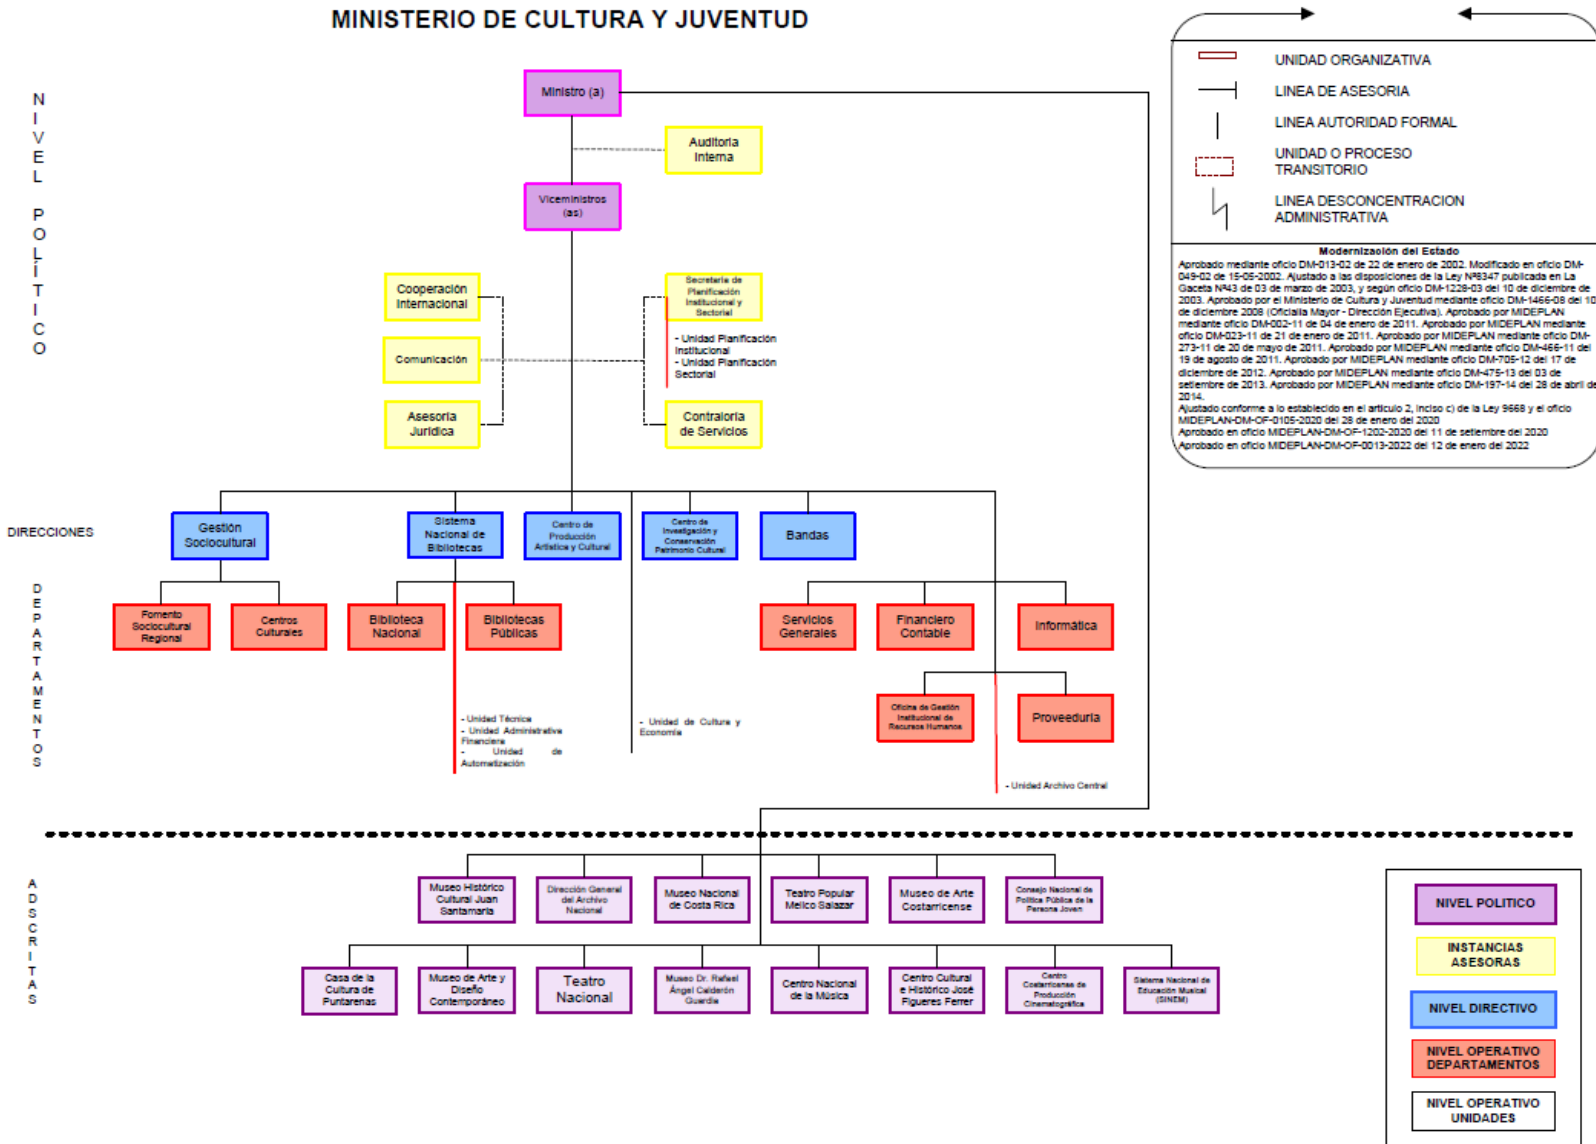 MINISTERIO DE CULTURA Y JUVENTUD
NIVEL POLÍTICO
Ministro (a)
Auditoria
Interna
Viceministros
(as)
Cooperación
Internacional
Secretaria de
Planificación
Institucional y
Sectorial
- Unidad Planificación
Institucional
- Unidad Planificación
Sectorial
Comunicación
Asesoria
Juridica
Contraloria
de Servicios
UNIDAD ORGANIZATIVA
LINEA DE ASESORIA
LINEA AUTORIDAD FORMAL
UNIDAD O PROCESO
TRANSITORIO
LINEA DESCONCENTRACION
ADMINISTRATIVA
Modernización del Estado
Aprobado mediante oficio DM-013-02 de 22 de enero de 2002. Modificado en oficio DM-
049-02 de 15-05-2002. Ajustado a las disposiciones de la Ley Nº8347 publicada en La
Gaceta Nº43 de 03 de marzo de 2003, y según oficio DM-1228-03 del 10 de diciembre de
2003. Aprobado por el Ministerio de Cultura y Juventud mediante oficio DM-1466-08 del 10
de diciembre 2008 (Oficialia Mayor - Dirección Ejecutiva). Aprobado por MIDEPLAN
mediante oficio DM-002-11 de 04 de enero de 2011. Aprobado por MIDEPLAN mediante
oficio DM-023-11 de 21 de enero de 2011. Aprobado por MIDEPLAN mediante oficio DM-
273-11 de 20 de mayo de 2011. Aprobado por MIDEPLAN mediante oficio DM-466-11 del
19 de agosto de 2011. Aprobado por MIDEPLAN mediante oficio DM-705-12 del 17 de
diciembre de 2012. Aprobado por MIDEPLAN mediante oficio DM-475-13 del 03 de
setiembre de 2013. Aprobado por MIDEPLAN mediante oficio DM-197-14 del 28 de abril de
2014.
Ajustado conforme a lo establecido en el artículo 2, inciso c) de la Ley 9668 y el oficio
MIDEPLAN-DM-OF-0105-2020 del 28 de enero del 2020
Aprobado en oficio MIDEPLAN-DM-OF-1202-2020 del 11 de setiembre del 2020
Aprobado en oficio MIDEPLAN-DM-OF-0013-2022 del 12 de enero del 2022
DIRECCIONES
Gestión
Sociocultural
Sistema
Nacional de
Bibliotecas
Centro de
Producción
Artística y Cultural
Centro de
Investigación y
Conservación
Patrimonio Cultural
Bandas
DEPARTAMENTOS
Fomento
Sociocultural
Regional
Centros
Culturales
Biblioteca
Nacional
Bibliotecas
Públicas
Servicios
Generales
Financiero
Contable
Informática
Oficina de Gestión
Institucional de
Recursos Humanos
Proveeduria
- Unidad Técnica
- Unidad Administrativa
Financiera
- Unidad de
Automatización
- Unidad de Cultura y
Economía
- Unidad Archivo Central
ADSCRITAS
Museo Histórico
Cultural Juan
Santamaría
Dirección General
del Archivo
Nacional
Museo Nacional
de Costa Rica
Teatro Popular
Melico Salazar
Museo de Arte
Costarricense
Consejo Nacional de
Política Pública de la
Persona Joven
Casa de la
Cultura de
Puntarenas
Museo de Arte y
Diseño
Contemporáneo
Teatro
Nacional
Museo Dr. Rafael
Ángel Calderón
Guardia
Centro Nacional
de la Música
Centro Cultural
e Histórico José
Figueres Ferrer
Centro
Costarricense de
Producción
Cinematográfica
Sistema Nacional de
Educación Musical
(SINEM)
NIVEL POLITICO
INSTANCIAS
ASESORAS
NIVEL DIRECTIVO
NIVEL OPERATIVO
DEPARTAMENTOS
NIVEL OPERATIVO
UNIDADES